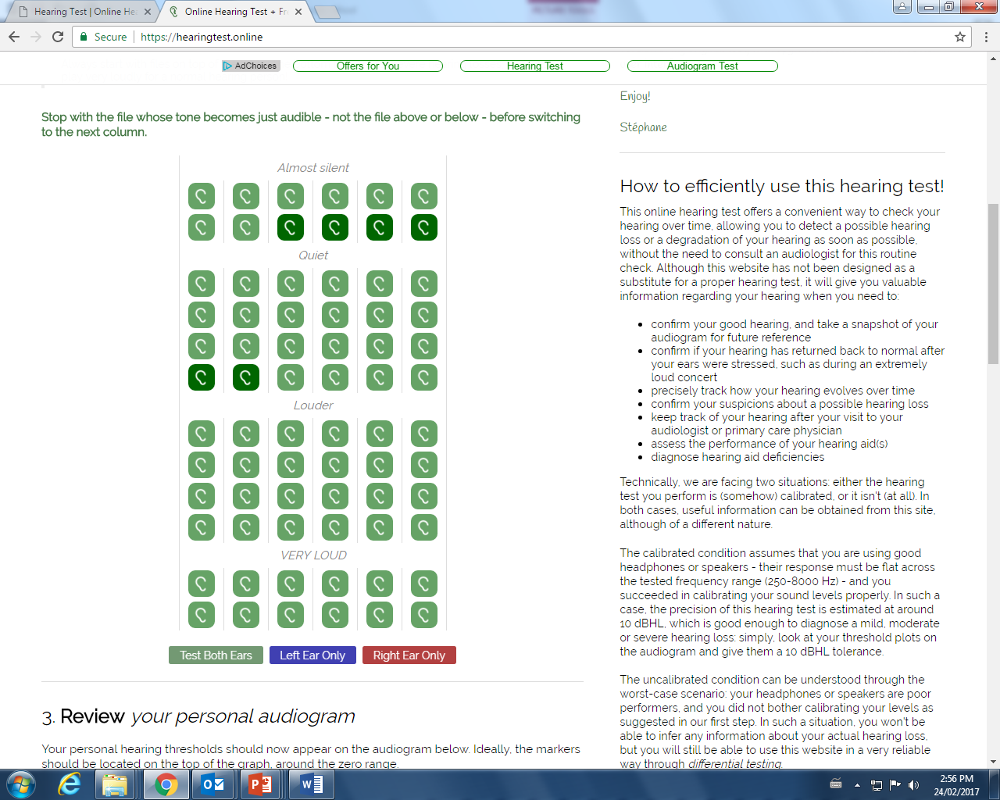 Hearing Test | Online He
Online Hearing Test + Fr
Secure
https://hearingtest.online
AdChoices
Offers for You
Hearing Test
Audiogram Test
Stop with the file whose tone becomes just audible - not the file above or below - before switching
to the next column.
Almost silent
Quiet
Louder
VERY LOUD
Test Both Ears
Left Ear Only
Right Ear Only
3. Review your personal audiogram
Your personal hearing thresholds should now appear on the audiogram below. Ideally, the markers
should be located on the top of the graph, around the zero range.
Enjoy!
Stéphane
How to efficiently use this hearing test!
This online hearing test offers a convenient way to check your
hearing over time, allowing you to detect a possible hearing
loss or a degradation of your hearing as soon as possible,
without the need to consult an audiologist for this routine
check. Although this website has not been designed as a
substitute for a proper hearing test, it will give you valuable
information regarding your hearing when you need to:
confirm your good hearing, and take a snapshot of your
audiogram for future reference
confirm if your hearing has returned back to normal after
your ears were stressed, such as during an extremely
loud concert
precisely track how your hearing evolves over time
confirm your suspicions about a possible hearing loss
keep track of your hearing after your visit to your
audiologist or primary care physician
assess the performance of your hearing aid(s)
diagnose hearing aid deficiencies
Technically, we are facing two situations: either the hearing
test you perform is (somehow) calibrated, or it isn't (at all). In
both cases, useful information can be obtained from this site,
although of a different nature.
The calibrated condition assumes that you are using good
headphones or speakers - their response must be flat across
the tested frequency range (250-8000 Hz) - and you
succeeded in calibrating your sound levels properly. In such a
case, the precision of this hearing test is estimated at around
10 dBHL, which is good enough to diagnose a mild, moderate
or severe hearing loss: simply, look at your threshold plots on
the audiogram and give them a 10 dBHL tolerance.
The uncalibrated condition can be understood through the
worst-case scenario: your headphones or speakers are poor
performers, and you did not bother calibrating your levels as
suggested in our first step. In such a situation, you won't be
able to infer any information about your actual hearing loss,
but you will still be able to use this website in a very reliable
way through differential testing.
2:56 PM
24/02/2017